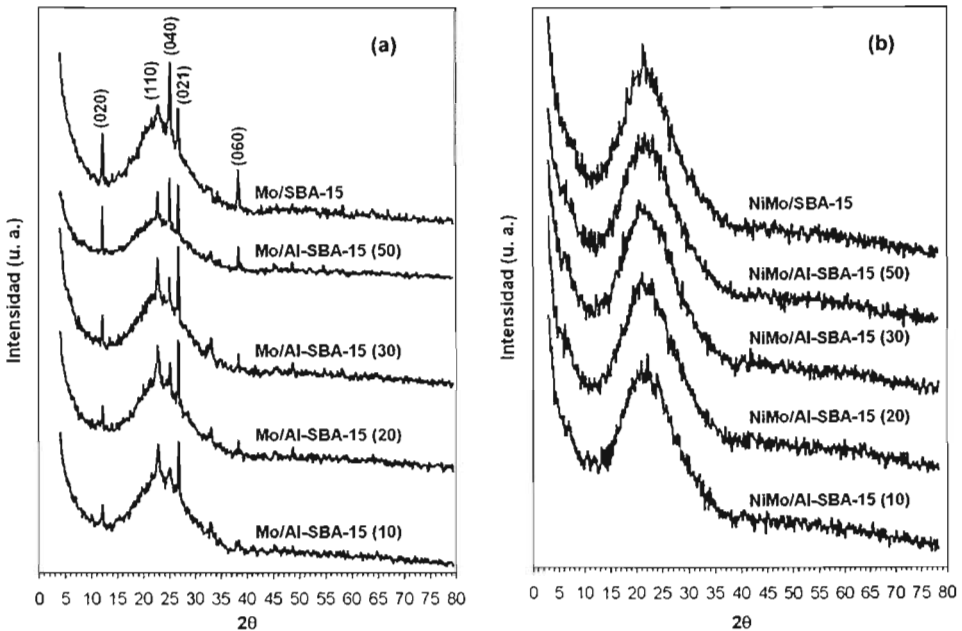 (a)
(020)
(110)
(040)
(021)
(060)
Mo/SBA-15
Mo/Al-SBA-15 (50)
Mo/Al-SBA-15 (30)
Mo/Al-SBA-15 (20)
Mo/Al-SBA-15 (10)
Intensidad (u. a.)
0 5 10 15 20 25 30 35 40 45 50 55 60 65 70 75 80
2θ
(b)
NiMo/SBA-15
NiMo/Al-SBA-15 (50)
NiMo/Al-SBA-15 (30)
NiMo/Al-SBA-15 (20)
NiMo/Al-SBA-15 (10)
Intensidad (u. a.)
0 5 10 15 20 25 30 35 40 45 50 55 60 65 70 75 80
2θ